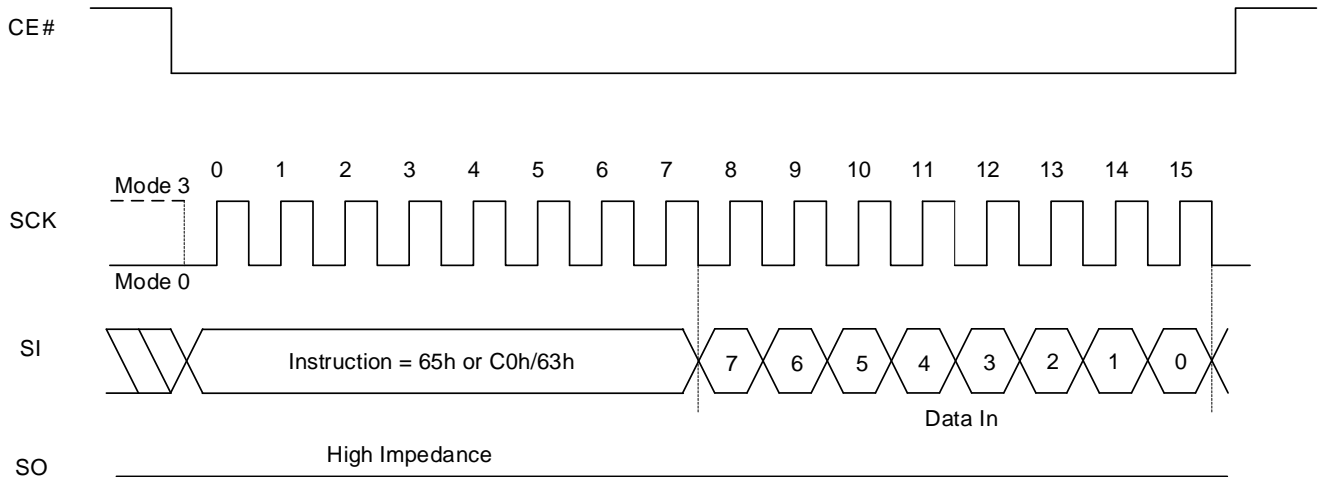 CE#
0 1 2 3 4 5 6 7 8 9 10 11 12 13 14 15
Mode 3
SCK
Mode 0
SI
Instruction = 65h or C0h/63h
7 6 5 4 3 2 1 0
Data In
High Impedance
SO